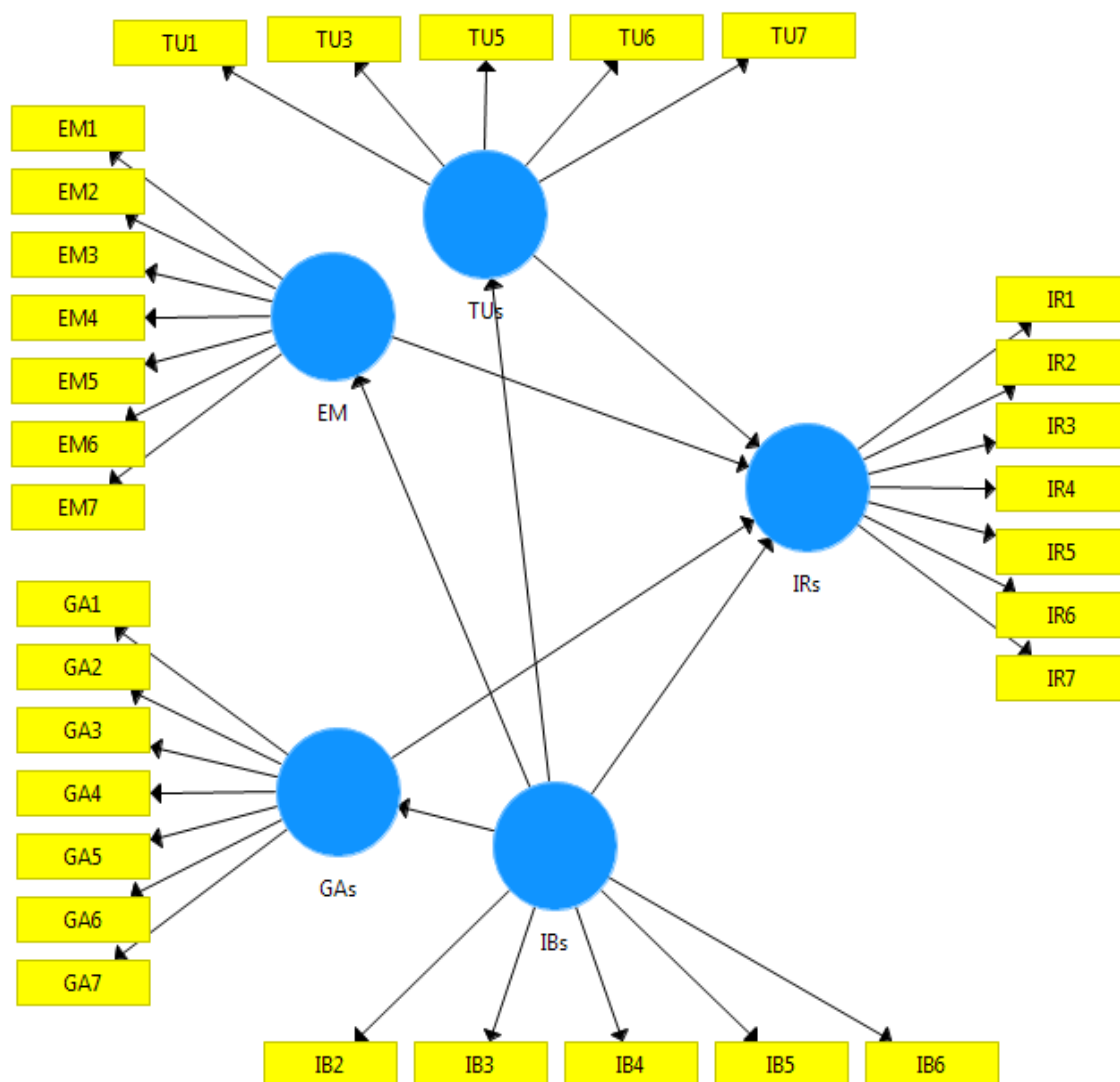 TU1
TU3
TU5
TU6
TU7
EM1
EM2
EM3
EM4
EM5
EM6
EM7
TUs
EM
IR1
IR2
IR3
IR4
IR5
IR6
IR7
IRs
GA1
GA2
GA3
GA4
GA5
GA6
GA7
GAs
IBs
IB2
IB3
IB4
IB5
IB6